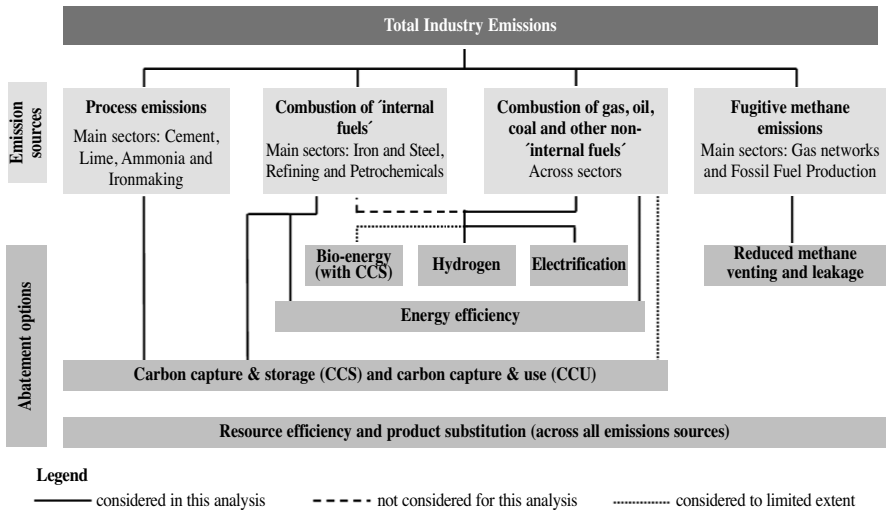 Total Industry Emissions
Emission
sources
Process emissions
Main sectors: Cement,
Lime, Ammonia and
Ironmaking
Combustion of ´internal
fuels´
Main sectors: Iron and Steel,
Refining and Petrochemicals
Combustion of gas, oil,
coal and other non-
´internal fuels´
Across sectors
Fugitive methane
emissions
Main sectors: Gas networks
and Fossil Fuel Production
Abatement options
Bio-energy
(with CCS)
Hydrogen
Electrification
Reduced methane
venting and leakage
Energy efficiency
Carbon capture & storage (CCS) and carbon capture & use (CCU)
Resource efficiency and product substitution (across all emissions sources)
Legend
considered in this analysis
not considered for this analysis
considered to limited extent